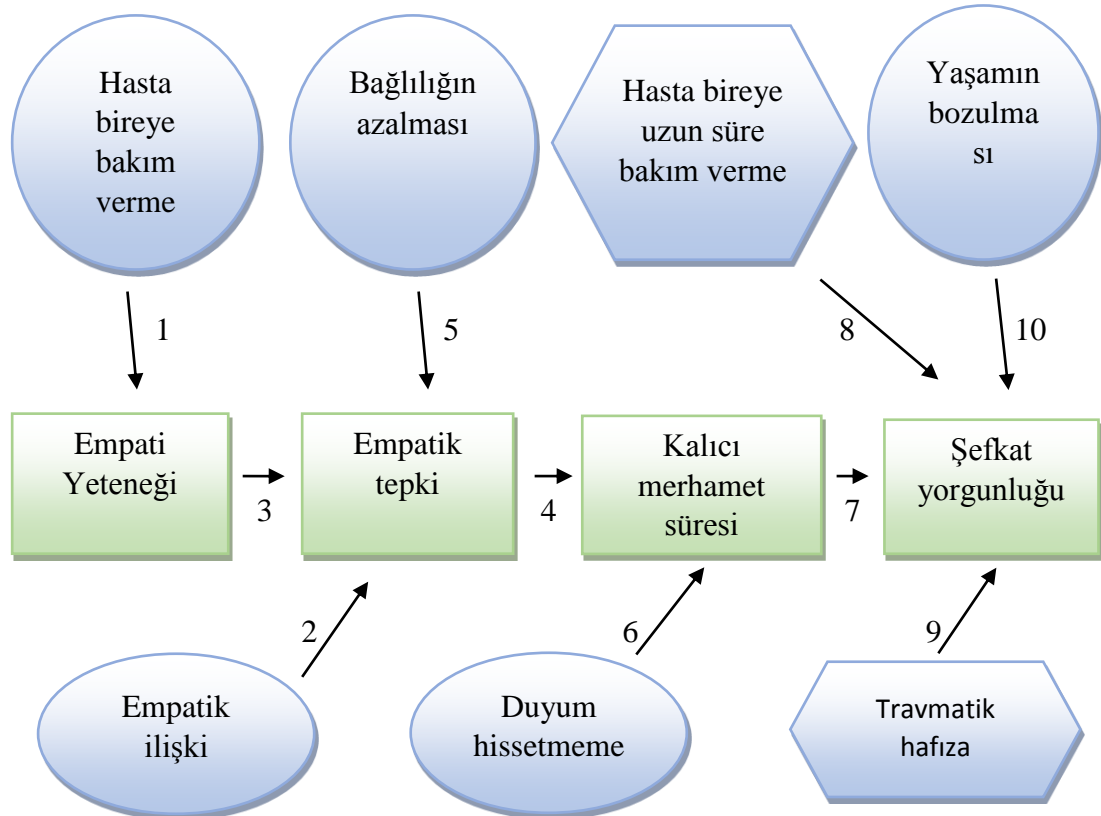 Hasta
bireye
bakım
verme
Bağlılığın
azalması
Hasta bireye
uzun süre
bakım verme
Yaşamın
bozulma
sı
1
5
8
10
Empati
Yeteneği
3
Empatik
tepki
4
Kalıcı
merhamet
süresi
7
Şefkat
yorgunluğu
2
6
9
Empatik
ilişki
Duyum
hissetmeme
Travmatik
hafıza